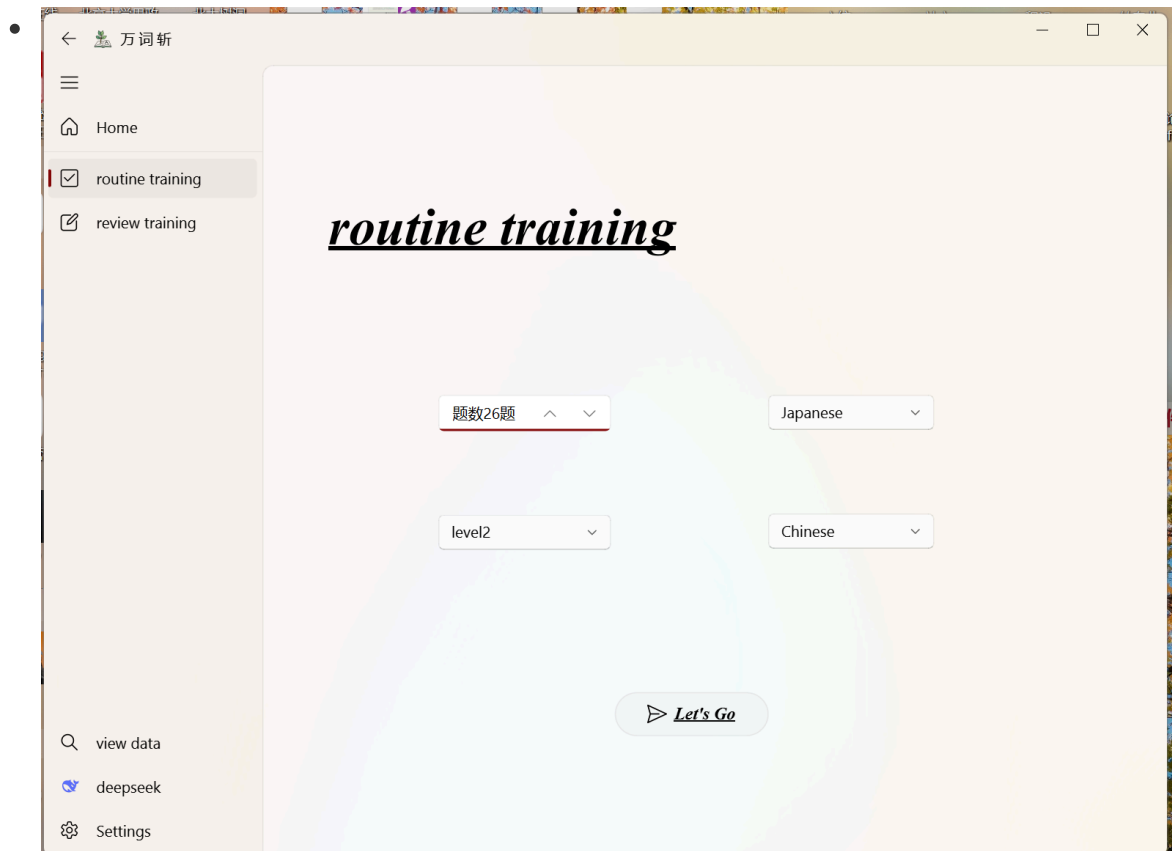 万词斩
Home
routine training
review training
routine training
题数26题
Japanese
level2
Chinese
Let's Go
view data
deepseek
Settings